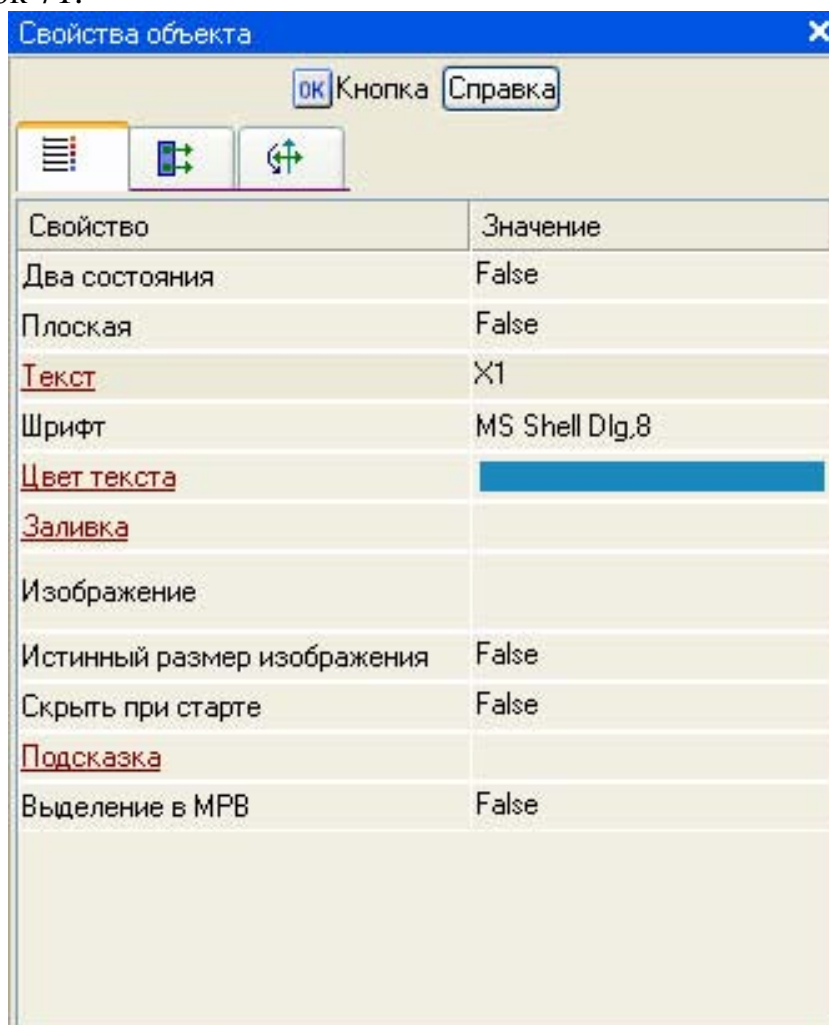 Свойства объекта
ок Кнопка Справка
Свойство Значение
Два состояния False
Плоская False
Текст X1
Шрифт MS Shell Dlg,8
Цвет текста
Заливка
Изображение
Истинный размер изображения False
Скрыть при старте False
Подсказка
Выделение в МРВ False